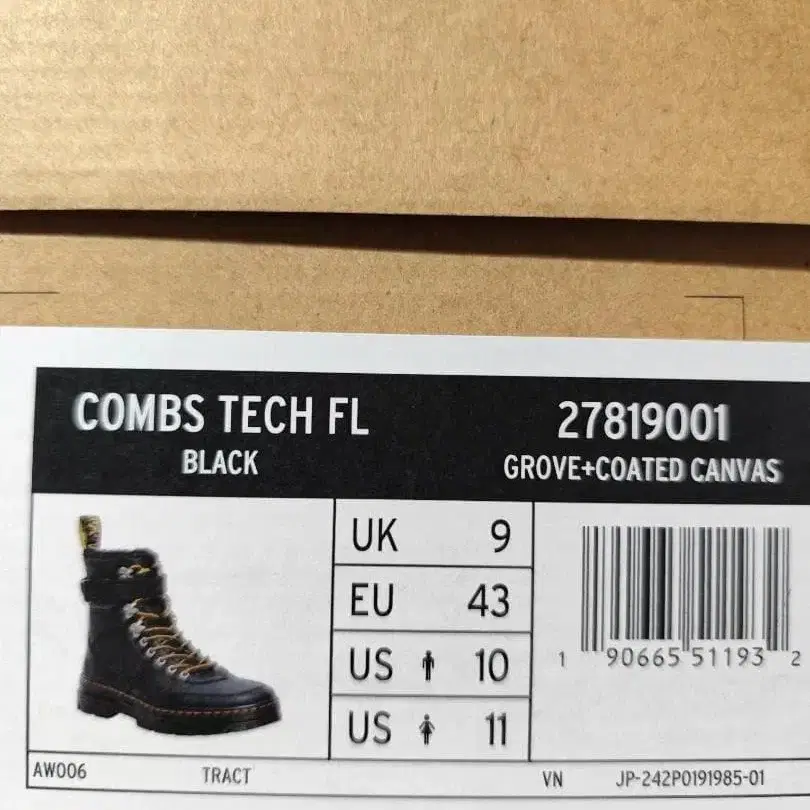 COMBS TECH FL
BLACK
27819001
GROVE+COATED CANVAS
UK 9
EU 43
US 10
US 11
1 90665 51193 2
AW006 TRACT VN JP-242P0191985-01